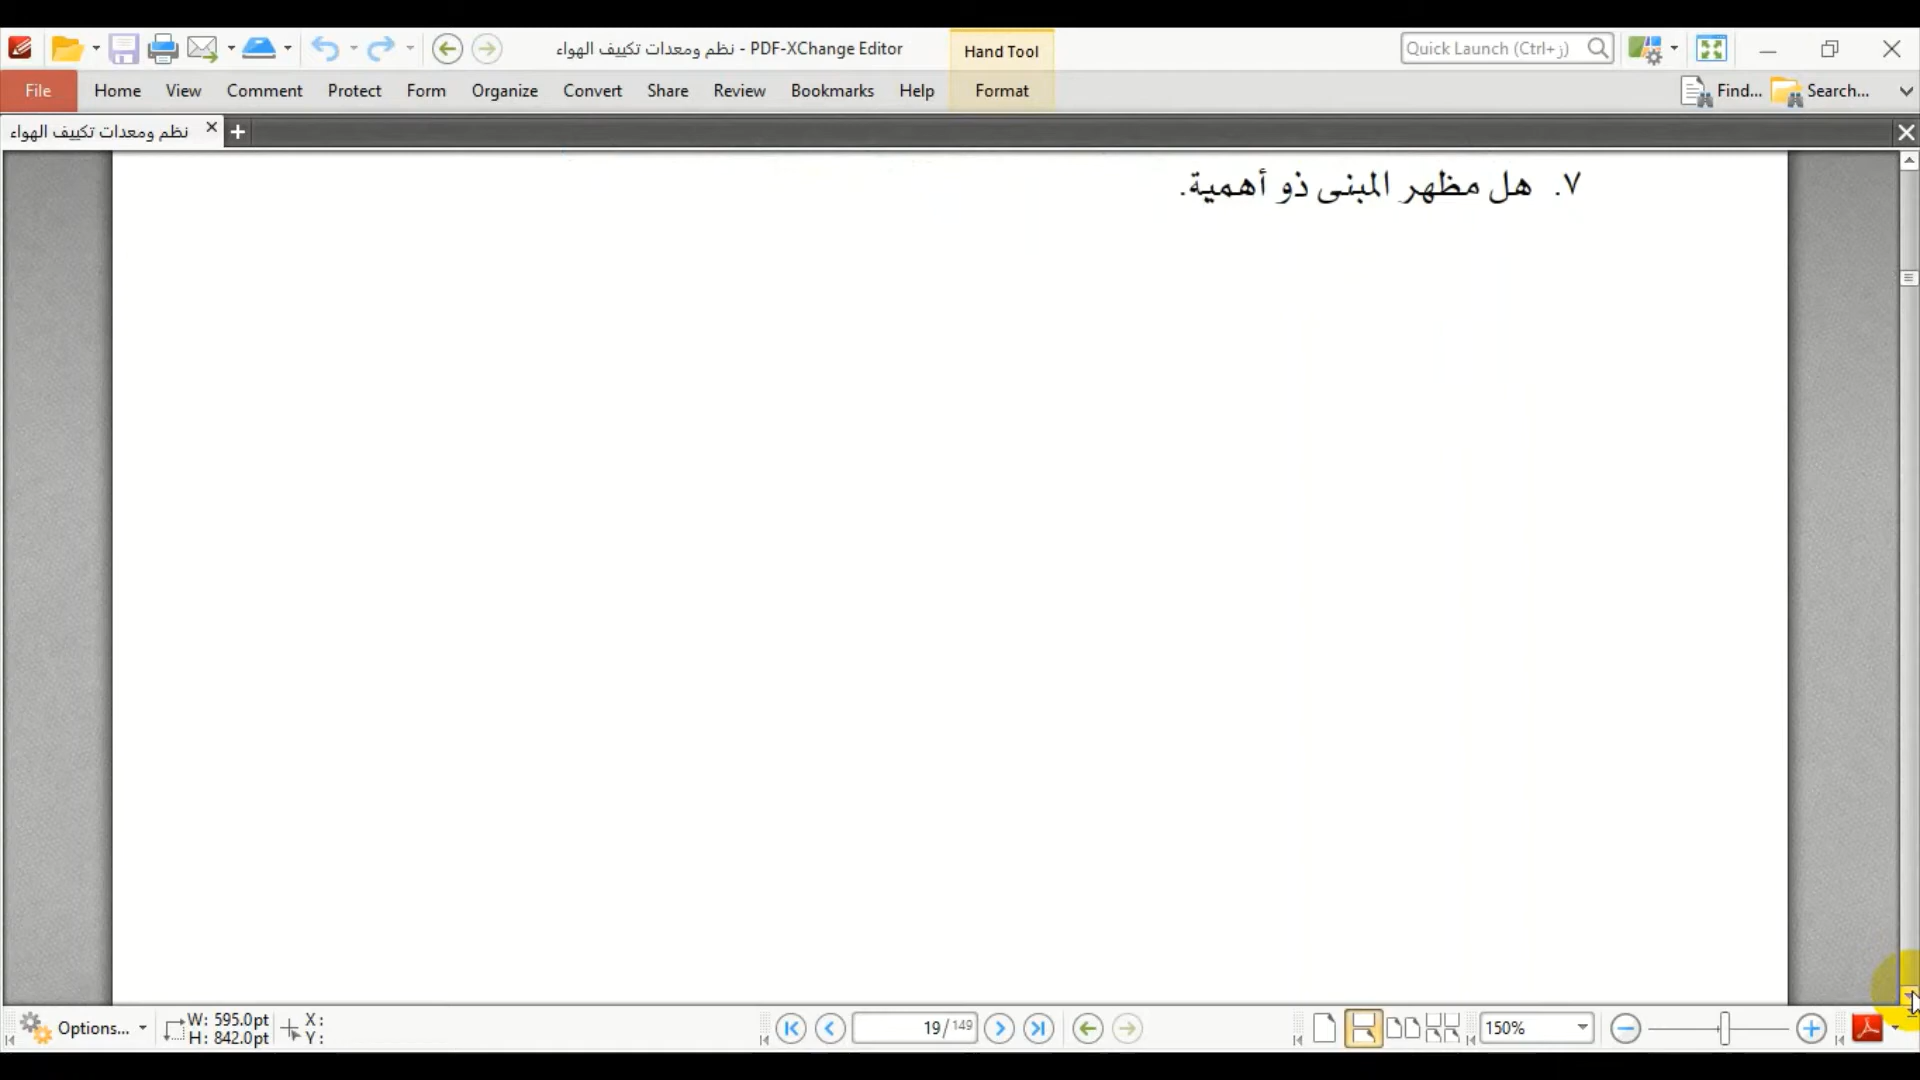 نظم ومعدات تكييف الهواء - PDF-XChange Editor
Hand Tool
Quick Launch (Ctrl+ز)
File
Home
View
Comment
Protect
Form
Organize
Convert
Share
Review
Bookmarks
Help
Format
Find...
Search...
نظم ومعدات تكييف الهواء
٧. هل مظهر المبنى ذو أهمية.
Options...
W: 595.0pt
H: 842.0pt
X:
Y:
19/149
150%